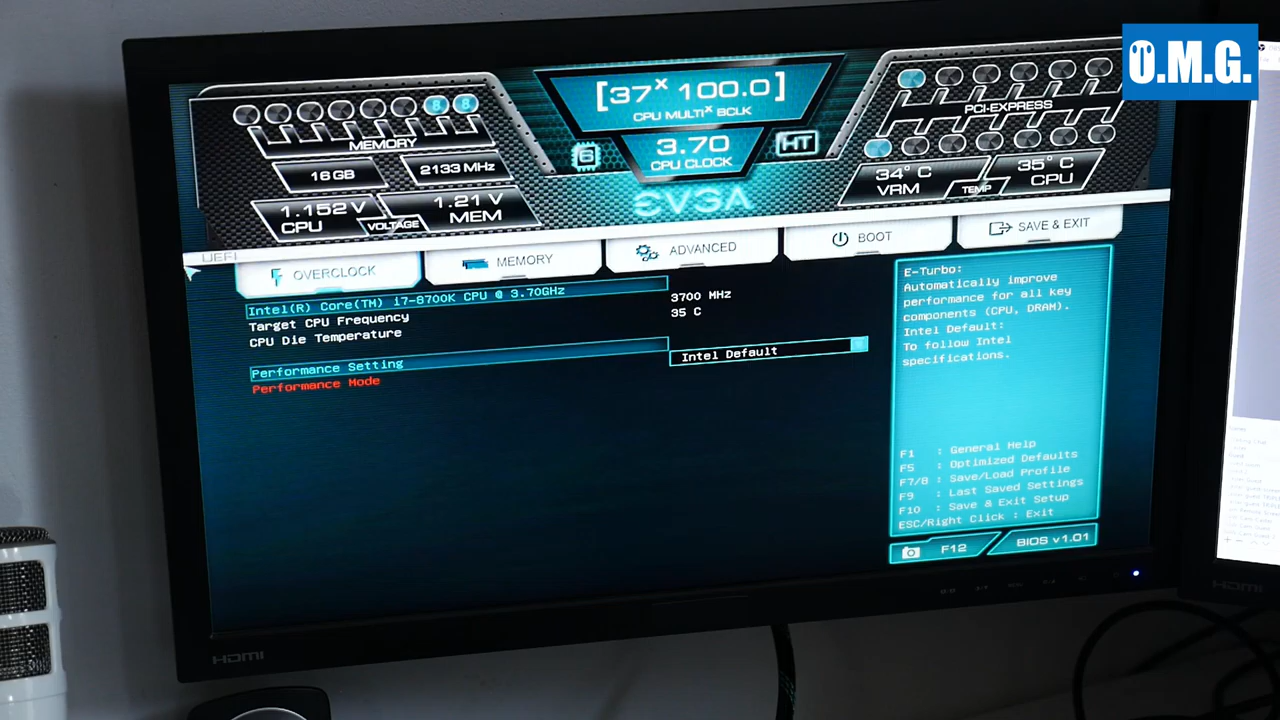 O.M.G.
[37x 100.0]
CPU MULTIx BCLK
6
3.70
CPU CLOCK
HT
EVGA
8 8
MEMORY
16GB
2133 MHz
1.152 V
CPU
VOLTAGE
1.21 V
MEM
PCI-EXPRESS
34° C
VRM
TEMP
35° C
CPU
UEFI
OVERCLOCK
MEMORY
ADVANCED
BOOT
SAVE & EXIT
Intel(R) Core(TM) i7-8700K CPU @ 3.70GHz
Target CPU Frequency 3700 MHz
CPU Die Temperature 35 C
Performance Setting Intel Default
Performance Mode
E-Turbo:
Automatically improve
performance for all key
components (CPU, DRAM).
Intel Default:
To follow Intel
specifications.
F1 : General Help
F5 : Optimized Defaults
F7/8 : Save/Load Profile
F9 : Last Saved Settings
F10 : Save & Exit Setup
ESC/Right Click : Exit
F12
BIOS v1.01
HDMI
HDMI